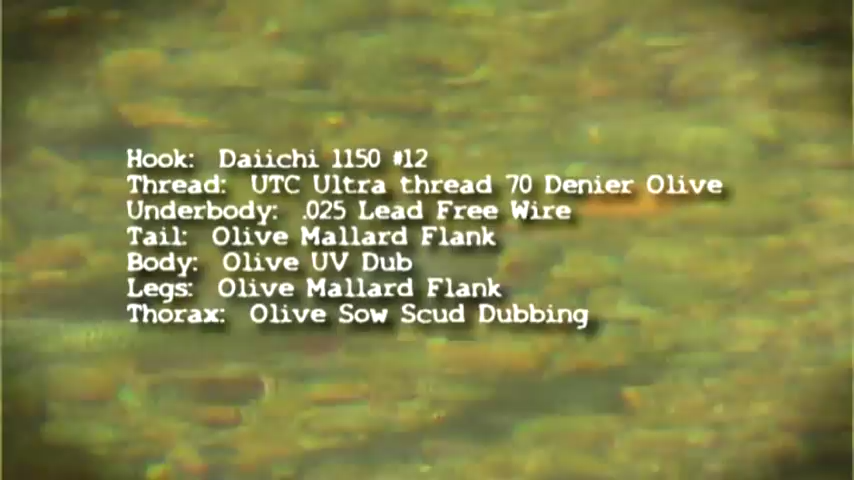 Hook: Daiichi 1150 #12
Thread: UTC Ultra thread 70 Denier Olive
Underbody: .025 Lead Free Wire
Tail: Olive Mallard Flank
Body: Olive UV Dub
Legs: Olive Mallard Flank
Thorax: Olive Sow Scud Dubbing